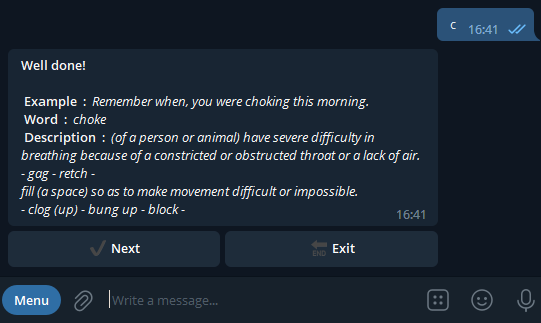 c 16:41
Well done!
Example : Remember when, you were choking this morning.
Word : choke
Description : (of a person or animal) have severe difficulty in
breathing because of a constricted or obstructed throat or a lack of air.
- gag - retch -
fill (a space) so as to make movement difficult or impossible.
- clog (up) - bung up - block -
16:41
Next
END Exit
Menu Write a message...